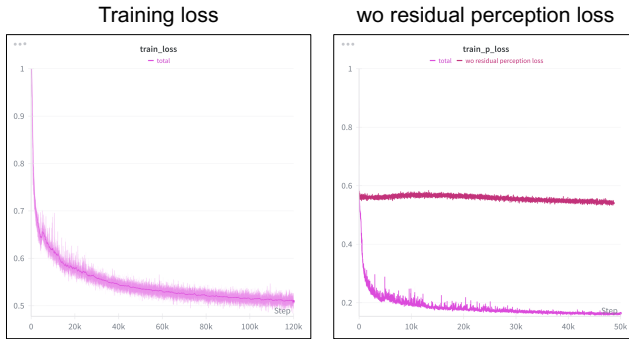 Training loss
train_loss
total
1
0.9
0.8
0.7
0.6
0.5
Step
0 20k 40k 60k 80k 100k 120k
wo residual perception loss
train_p_loss
total wo residual perception loss
1
0.8
0.6
0.4
0.2
Step
0 10k 20k 30k 40k 50k